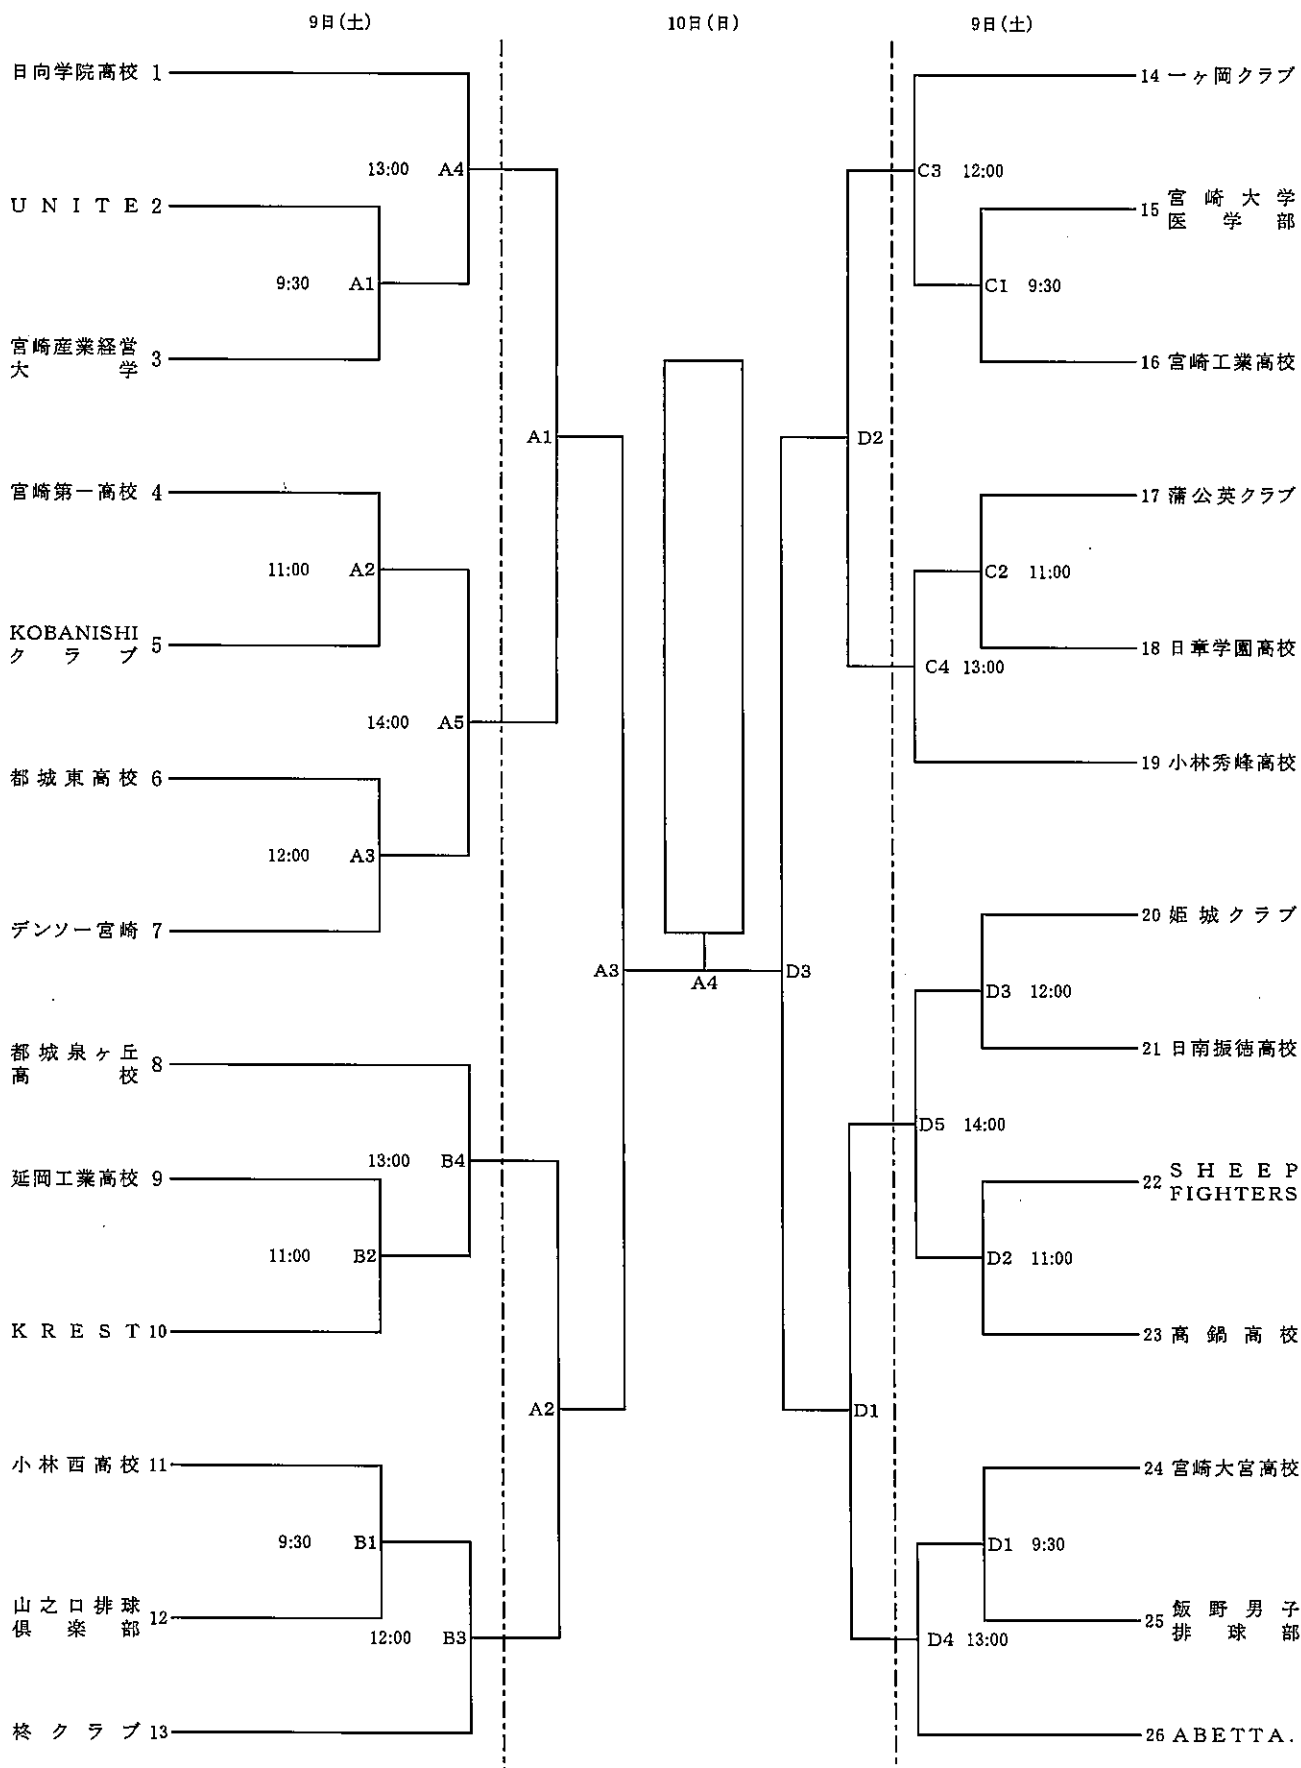 9日(土)
10日(日)
9日(土)
日向学院高校 1
13:00 A4
UNITE 2
9:30 A1
宮崎産業経営
大学 3
A1
宮崎第一高校 4
11:00 A2
KOBANISHI
クラブ 5
14:00 A5
都城東高校 6
12:00 A3
デンソー宮崎 7
A3
A4
D3
都城泉ヶ丘
高校 8
13:00 B4
延岡工業高校 9
11:00 B2
KREST 10
A2
小林西高校 11
9:30 B1
山之口排球
倶楽部 12
12:00 B3
柊クラブ 13
14 一ヶ岡クラブ
C3 12:00
15 宮崎大学
医学部
C1 9:30
16 宮崎工業高校
D2
17 蒲公英クラブ
C2 11:00
18 日章学園高校
C4 13:00
19 小林秀峰高校
20 姫城クラブ
D3 12:00
21 日南振徳高校
D5 14:00
22 SHEEP
FIGHTERS
D2 11:00
23 高鍋高校
D1
24 宮崎大宮高校
D1 9:30
25 飯野男子
排球部
D4 13:00
26 ABETTA.